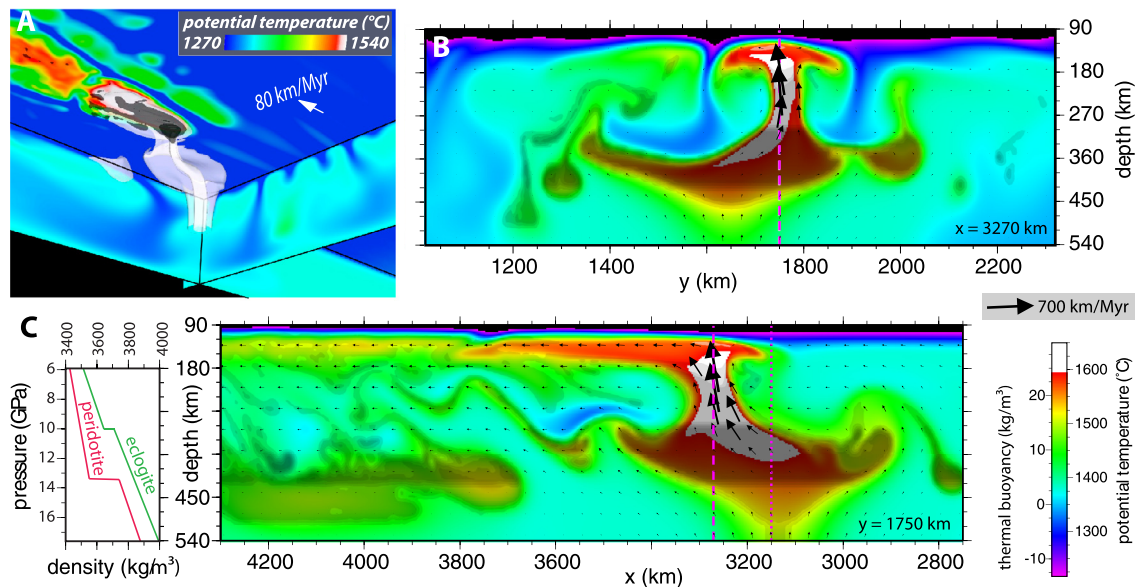 A
potential temperature (°C)
1270
1540
80 km/Myr
B
90
180
270
360
450
540
depth (km)
x = 3270 km
1200
1400
1600
1800
2000
2200
y (km)
700 km/Myr
C
3400
3600
3800
4000
6
8
10
12
14
16
pressure (GPa)
peridotite
eclogite
density (kg/m³)
90
180
450
540
depth (km)
y = 1750 km
4200
4000
3800
3600
3200
3000
2800
x (km)
thermal buoyancy (kg/m³)
20
10
0
-10
1600
1500
1400
1300
potential temperature (°C)